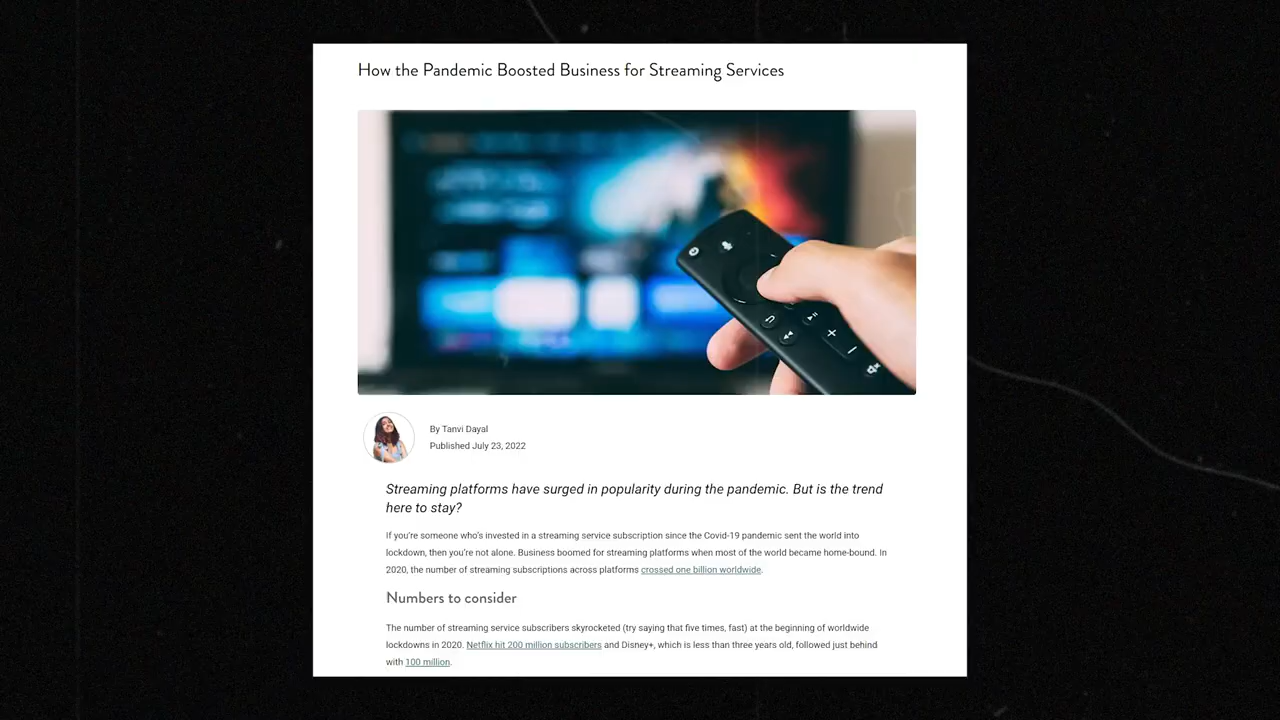 How the Pandemic Boosted Business for Streaming Services
By Tanvi Dayal
Published July 23, 2022
Streaming platforms have surged in popularity during the pandemic. But is the trend
here to stay?
If you're someone who's invested in a streaming service subscription since the Covid-19 pandemic sent the world into
lockdown, then you're not alone. Business boomed for streaming platforms when most of the world became home-bound. In
2020, the number of streaming subscriptions across platforms crossed one billion worldwide.
Numbers to consider
The number of streaming service subscribers skyrocketed (try saying that five times, fast) at the beginning of worldwide
lockdowns in 2020. Netflix hit 200 million subscribers and Disney+, which is less than three years old, followed just behind
with 100 million.